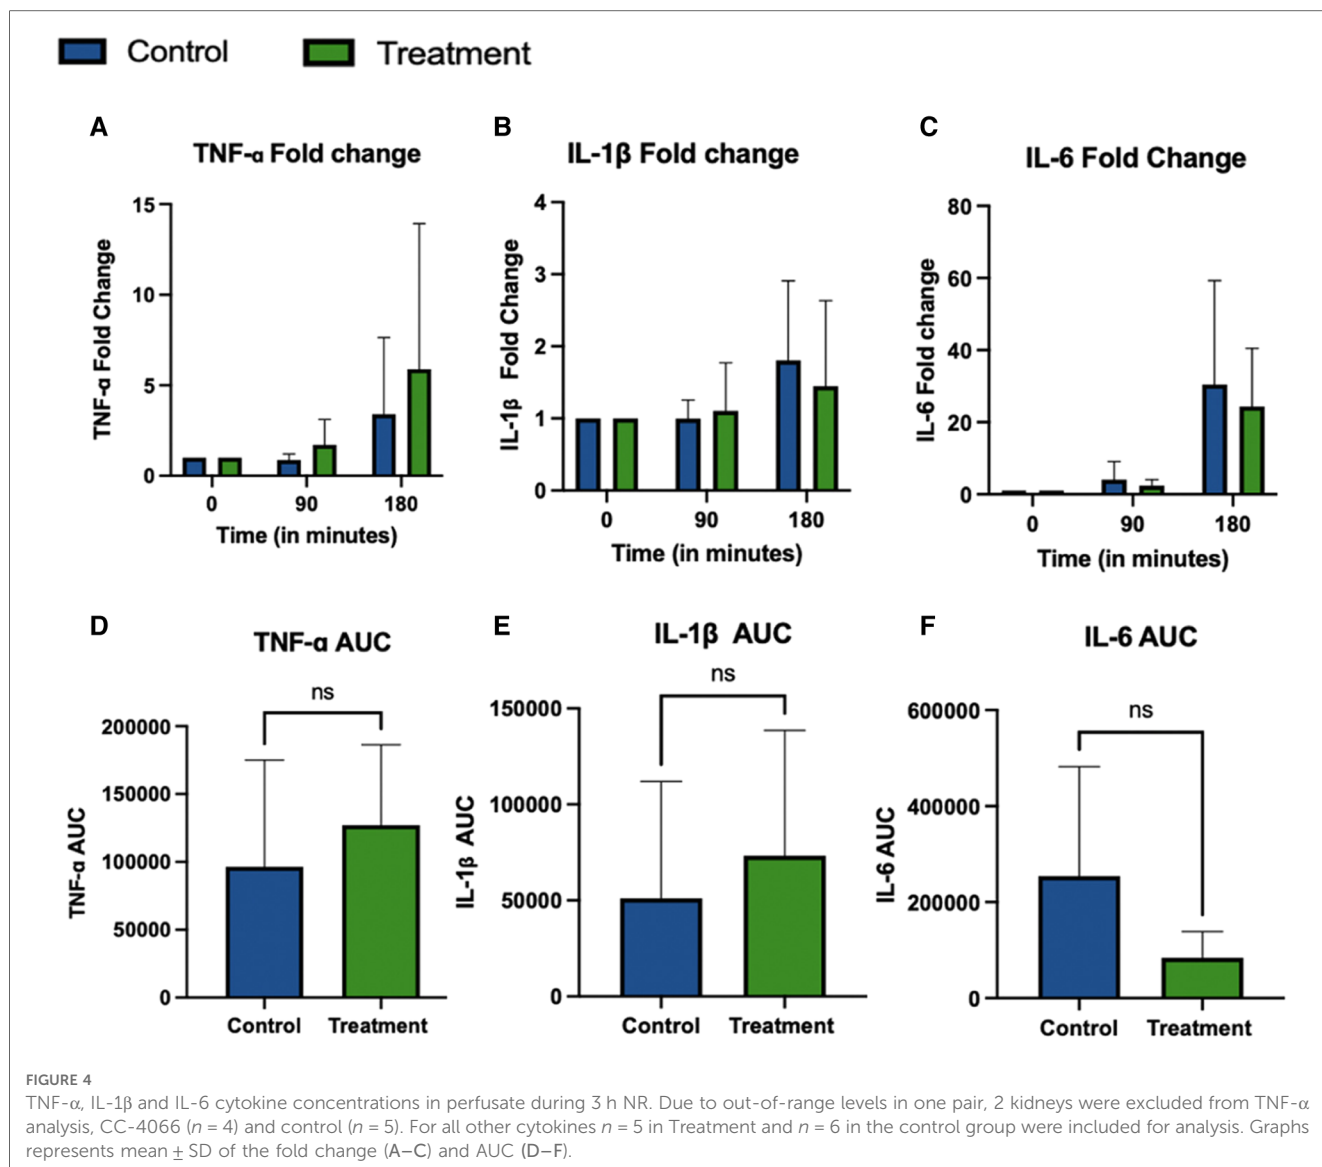 Control Treatment
A
TNF-α Fold change
TNF-α Fold Change
15
10
5
0
0 90 180
Time (in minutes)
B
IL-1β Fold change
IL-1β Fold Change
4
3
2
1
0
0 90 180
Time (in minutes)
C
IL-6 Fold Change
IL-6 Fold change
80
60
40
20
0
0 90 180
Time (in minutes)
D
TNF-α AUC
ns
TNF-α AUC
200000
150000
100000
50000
0
Control Treatment
E
IL-1β AUC
ns
IL-1β AUC
150000
100000
50000
0
Control Treatment
F
IL-6 AUC
ns
IL-6 AUC
600000
400000
200000
0
Control Treatment
FIGURE 4
TNF-α, IL-1β and IL-6 cytokine concentrations in perfusate during 3 h NR. Due to out-of-range levels in one pair, 2 kidneys were excluded from TNF-α
analysis, CC-4066 (n = 4) and control (n = 5). For all other cytokines n = 5 in Treatment and n = 6 in the control group were included for analysis. Graphs
represents mean ± SD of the fold change (A–C) and AUC (D–F).